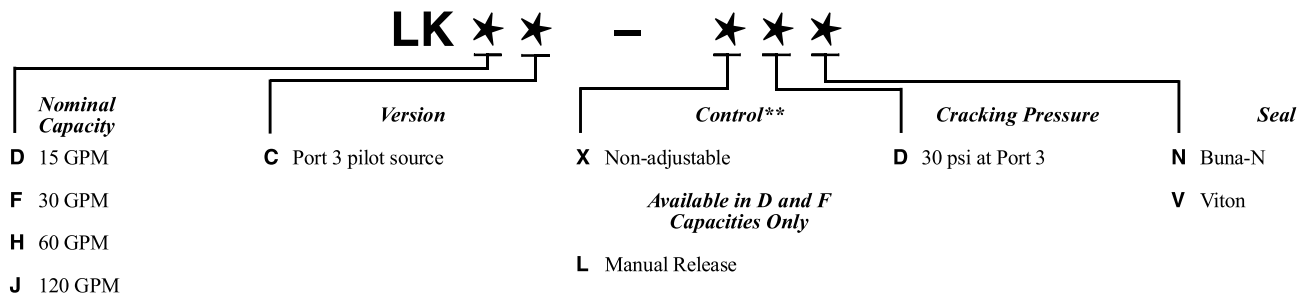 LK ★ ★ – ★ ★ ★
Nominal
Capacity
Version
Control**
Cracking Pressure
Seal
D 15 GPM
C Port 3 pilot source
X Non-adjustable
D 30 psi at Port 3
N Buna-N
F 30 GPM
Available in D and F
Capacities Only
V Viton
H 60 GPM
L Manual Release
J 120 GPM